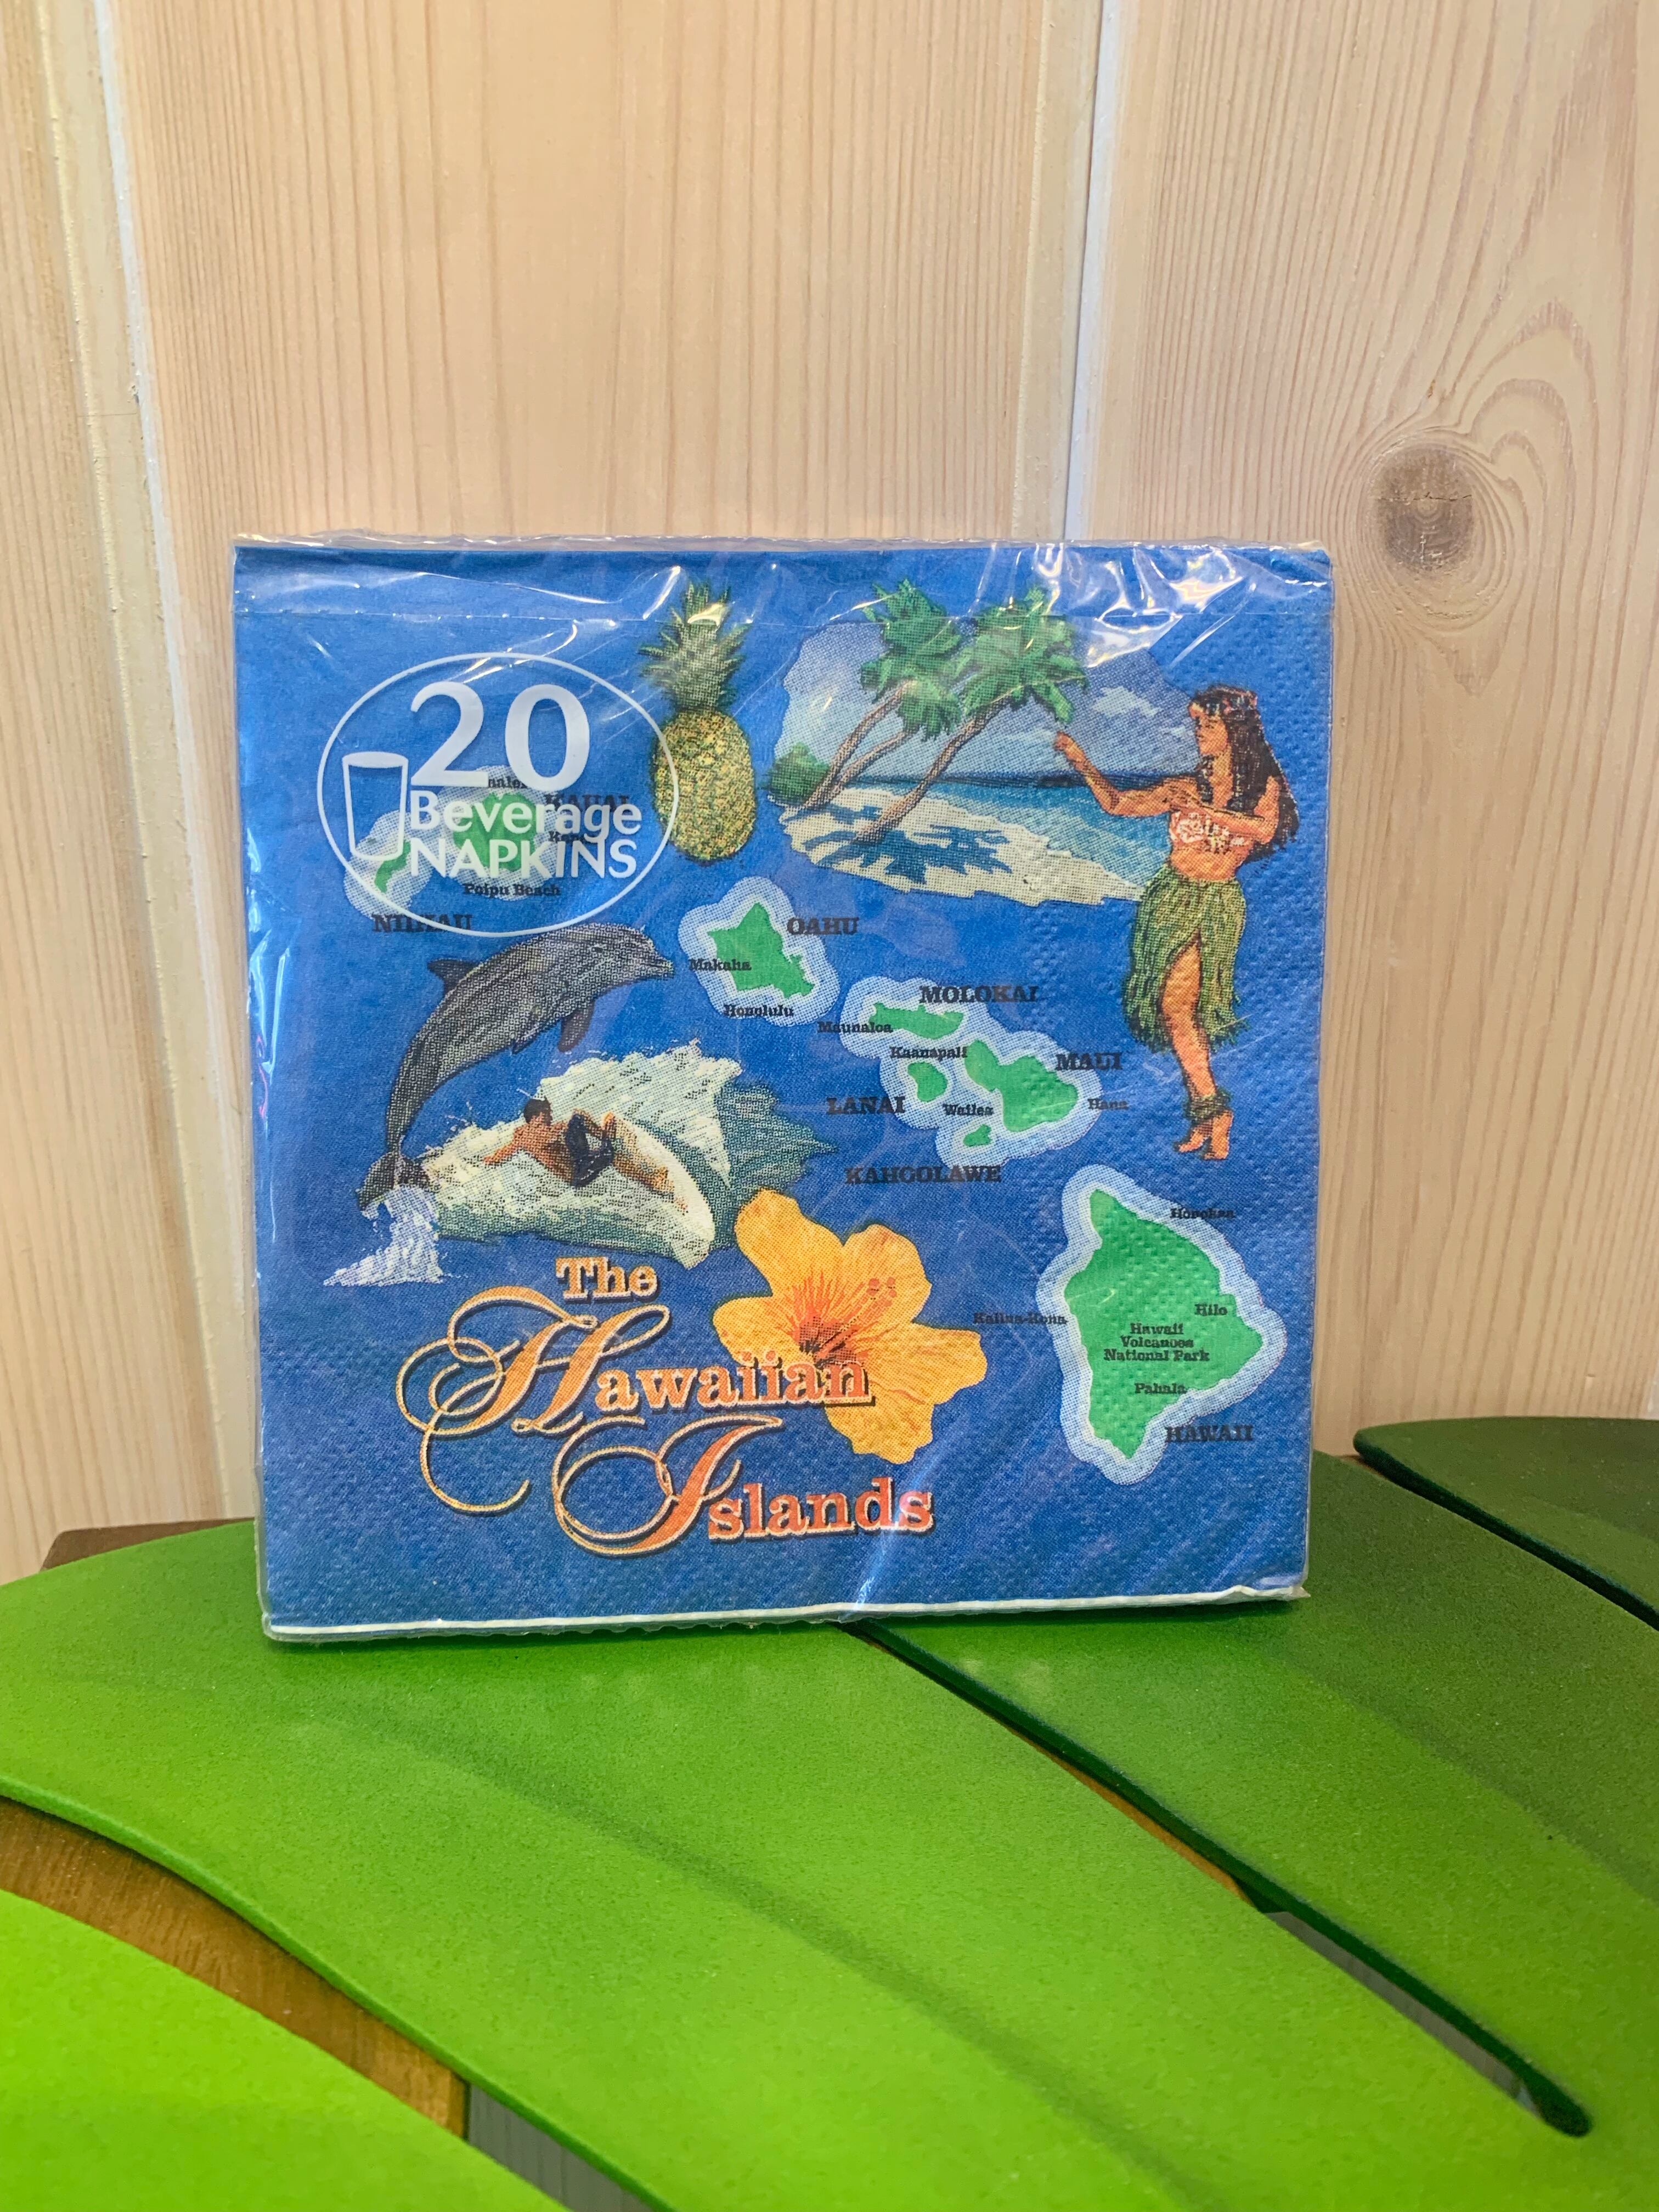 20
Beverage
NAPKINS
KAUAI
Poipu Beach
NIIHAU
OAHU
Makaha
Honolulu
MOLOKAI
Maunaloa
Kaanapali
MAUI
LANAI
Wailea
Hana
KAHOOLAWE
Honokaa
Kailua-Kona
Hilo
Hawaii
Volcanoes
National Park
Pahala
HAWAII
The
Hawaiian
Islands